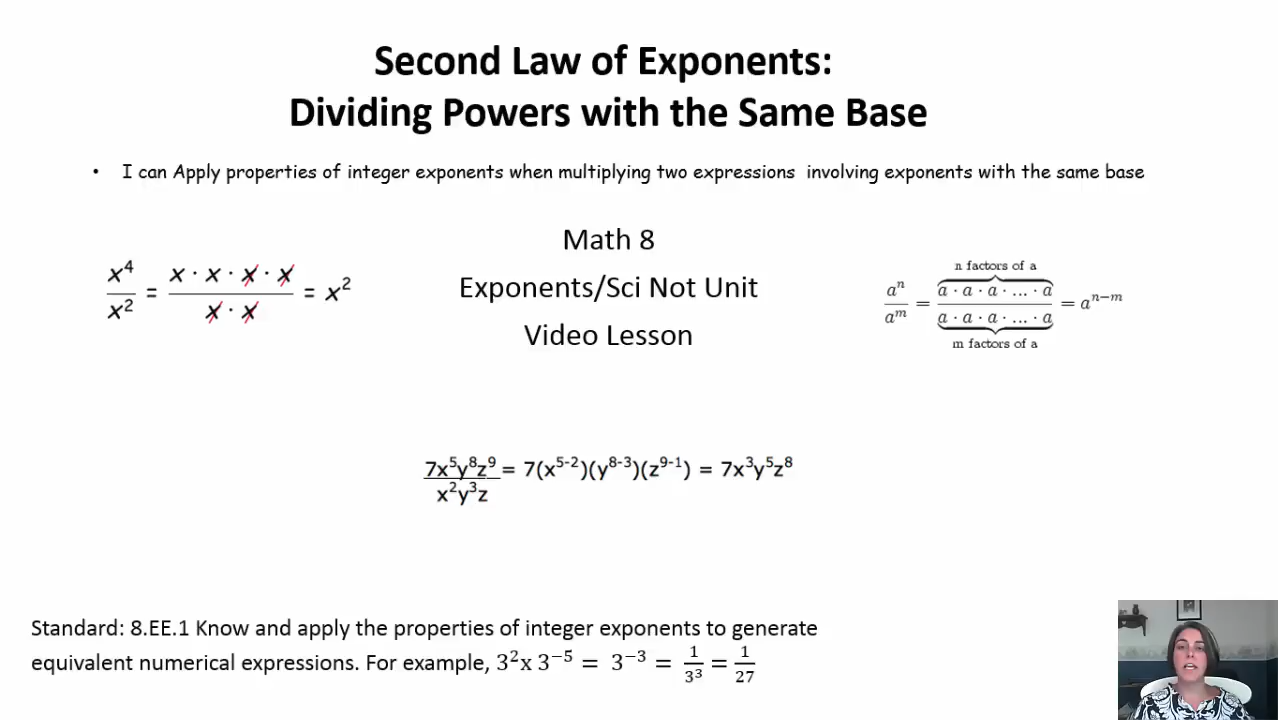 Second Law of Exponents:
Dividing Powers with the Same Base
• I can Apply properties of integer exponents when multiplying two expressions involving exponents with the same base
Math 8
Exponents/Sci Not Unit
Video Lesson
x⁴/x² = x · x · x · x / x · x = x²
n factors of a
aⁿ/aᵐ = a · a · a · ... · a / a · a · a · ... · a = aⁿ⁻ᵐ
m factors of a
7x⁵y⁸z⁹/x²y³z = 7(x⁵⁻²)(y⁸⁻³)(z⁹⁻¹) = 7x³y⁵z⁸
Standard: 8.EE.1 Know and apply the properties of integer exponents to generate
equivalent numerical expressions. For example, 3²x 3⁻⁵ = 3⁻³ = 1/3³ = 1/27